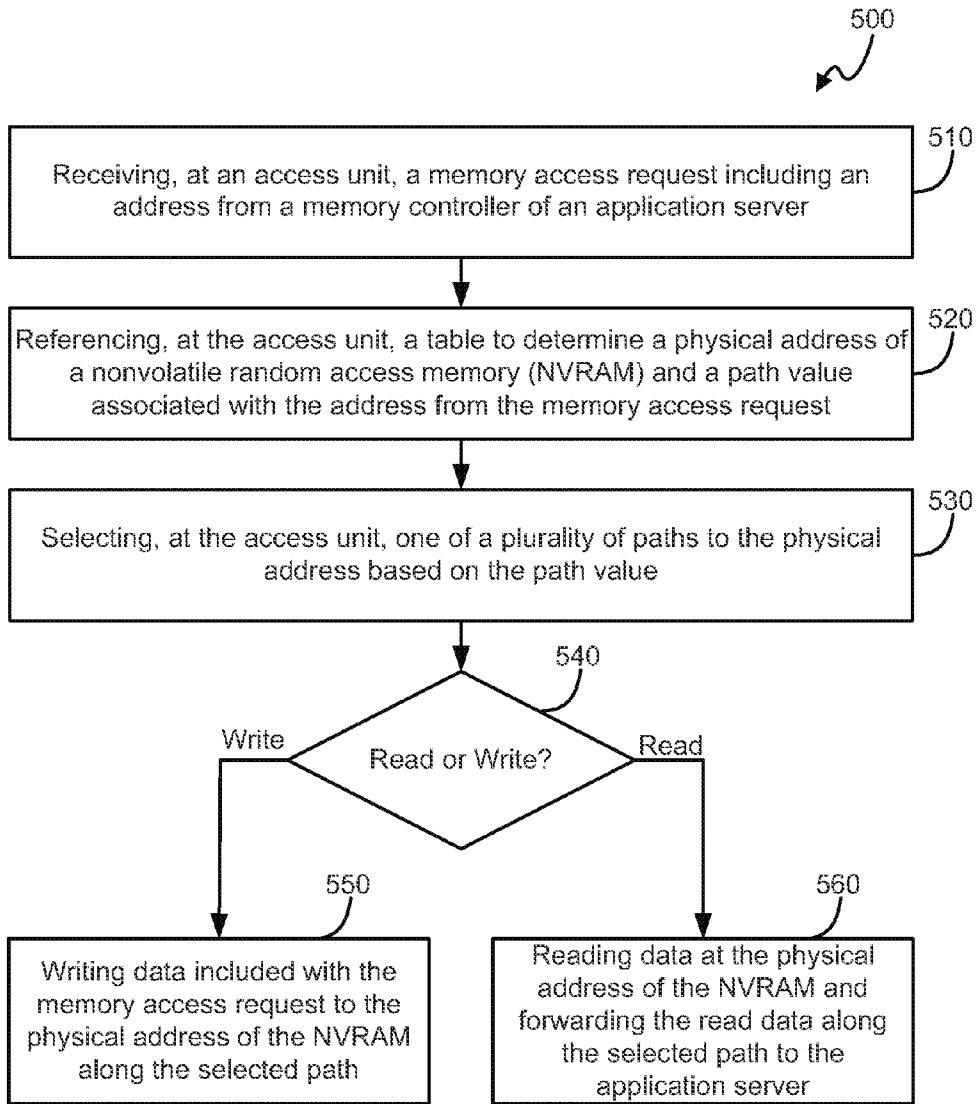 500
510
Receiving, at an access unit, a memory access request including an
address from a memory controller of an application server
520
Referencing, at the access unit, a table to determine a physical address of
a nonvolatile random access memory (NVRAM) and a path value
associated with the address from the memory access request
530
Selecting, at the access unit, one of a plurality of paths to the physical
address based on the path value
540
Write
Read or Write?
Read
550
Writing data included with the
memory access request to the
physical address of the NVRAM
along the selected path
560
Reading data at the physical
address of the NVRAM and
forwarding the read data along
the selected path to the
application server